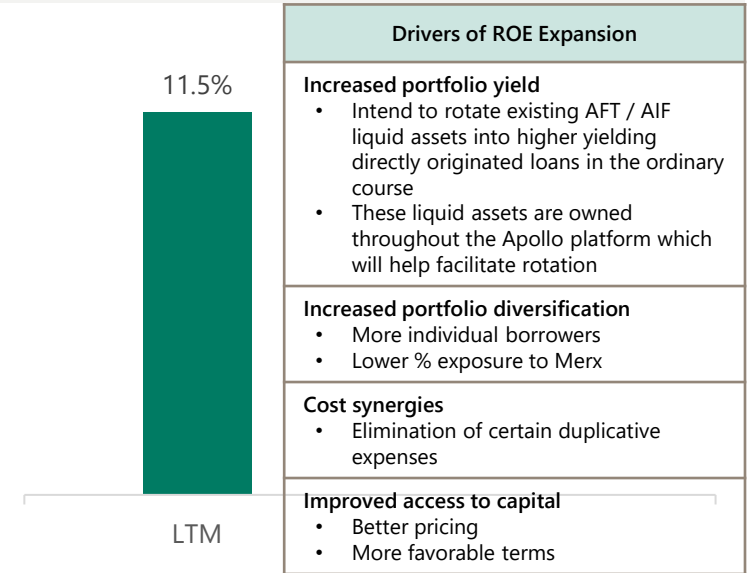 11.5%
LTM
Drivers of ROE Expansion
Increased portfolio yield
• Intend to rotate existing AFT / AIF
liquid assets into higher yielding
directly originated loans in the ordinary
course
• These liquid assets are owned
throughout the Apollo platform which
will help facilitate rotation
Increased portfolio diversification
• More individual borrowers
• Lower % exposure to Merx
Cost synergies
• Elimination of certain duplicative
expenses
Improved access to capital
• Better pricing
• More favorable terms